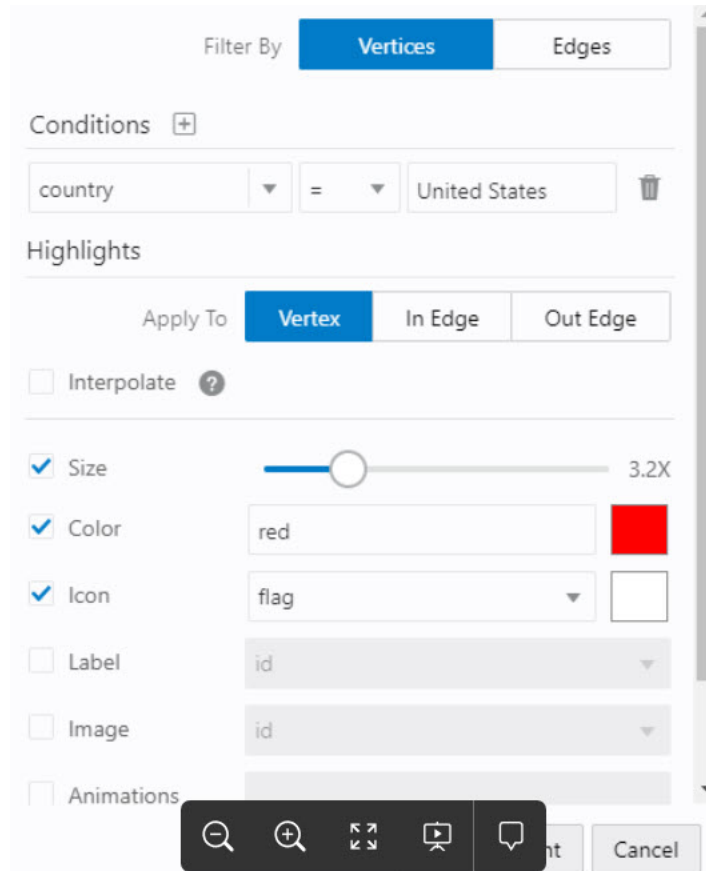 Filter By Vertices Edges
Conditions
country = United States
Highlights
Apply To Vertex In Edge Out Edge
Interpolate ?
Size 3.2X
Color red
Icon flag
Label id
Image id
Animations
Cancel